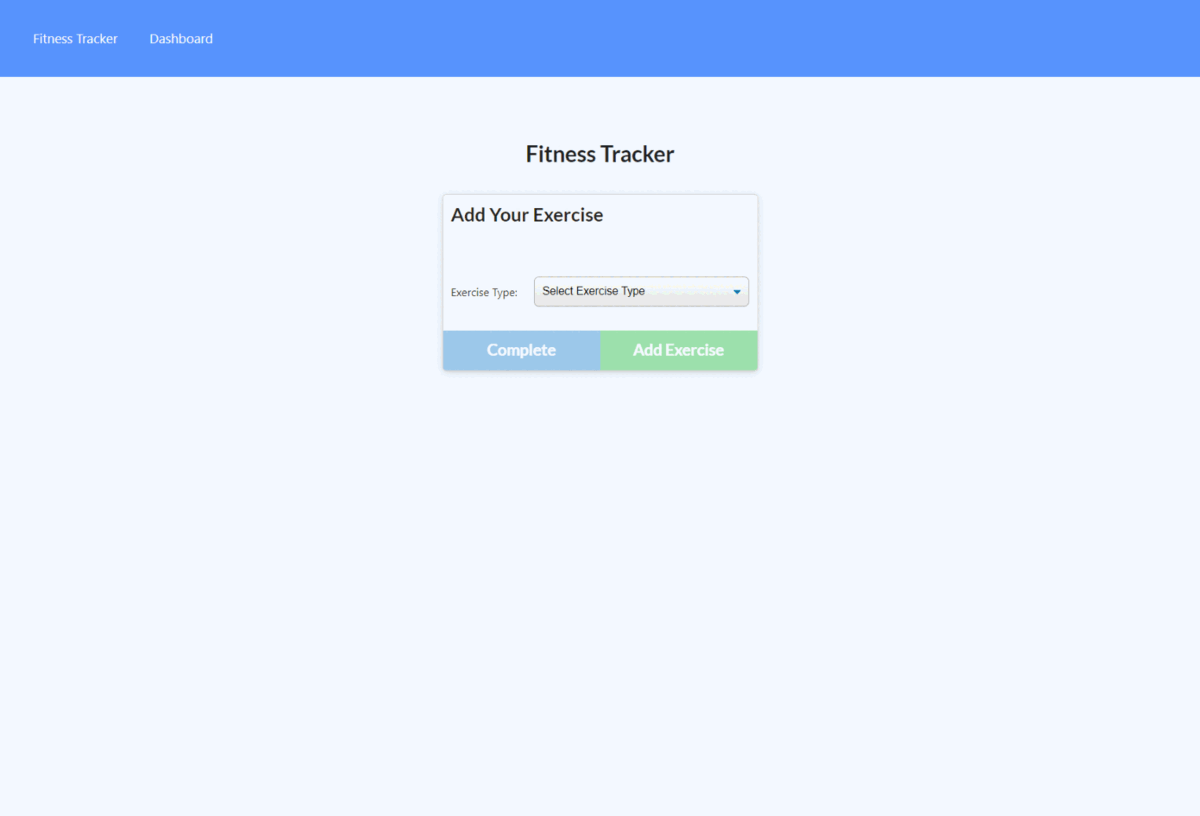 Fitness Tracker Dashboard
Fitness Tracker
Add Your Exercise
Exercise Type: Select Exercise Type
Complete Add Exercise